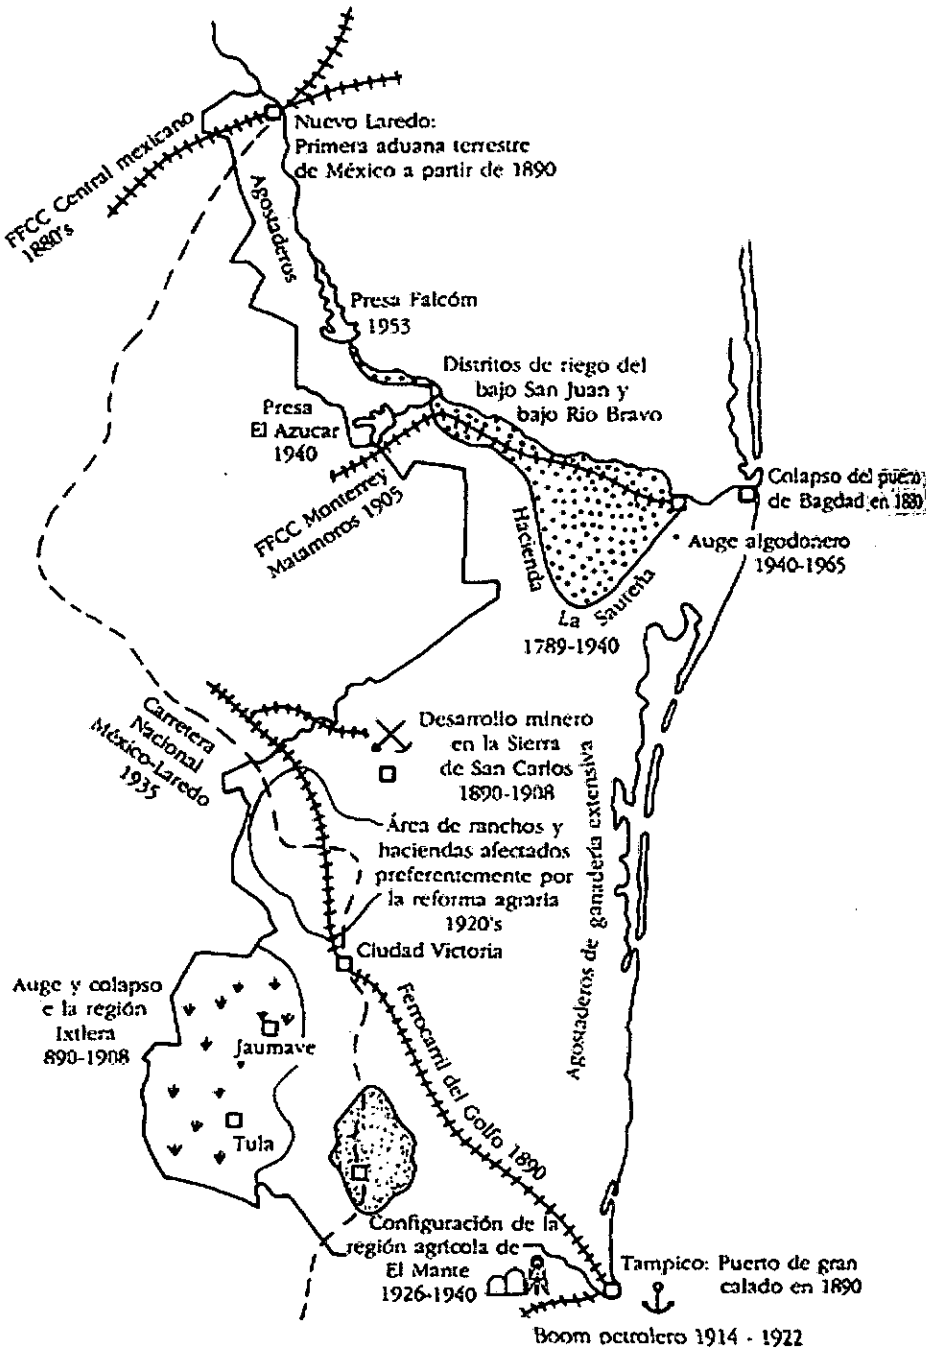 Nuevo Laredo:
Primera aduana terrestre
de México a partir de 1890
FFCC Central mexicano
1880's
Agostaderos
Presa Falcóm
1953
Distritos de riego del
bajo San Juan y
bajo Río Bravo
Presa
El Azucar
1940
FFCC Monterrey
Matamoros 1905
Colapso del puerto
de Bagdad en 1880
Auge algodonero
1940-1965
Hacienda
La Sauteña
1789-1940
Carretera
Nacional
México-Laredo
1935
Desarrollo minero
en la Sierra
de San Carlos
1890-1908
Área de ranchos y
haciendas afectados
preferentemente por
la reforma agraria
1920's
Agostaderos de ganadería extensiva
Ciudad Victoria
Auge y colapso
e la región
Ixtlera
890-1908
Jaumave
Tula
Ferrocarril del Golfo 1890
Configuración de la
región agrícola de
El Mante
1926-1940
Tampico: Puerto de gran
calado en 1890
Boom petrolero 1914 - 1922